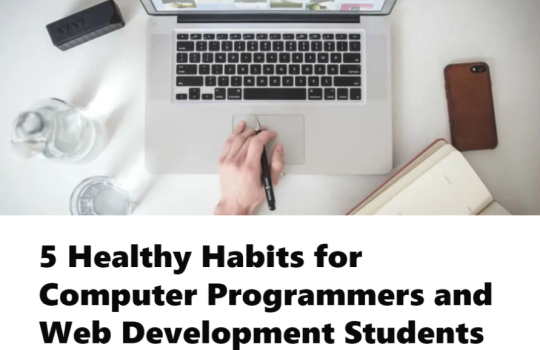 5 Healthy Habits for
Computer Programmers and
Web Development Students